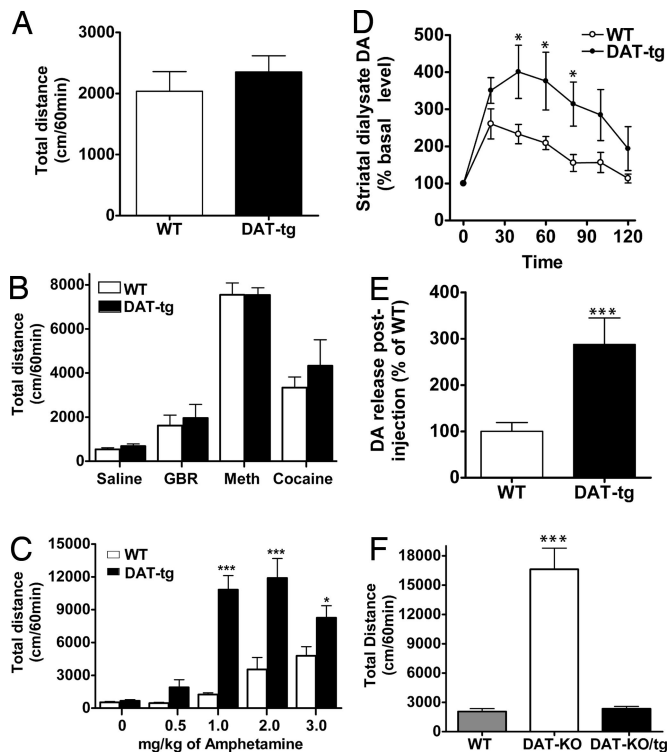 A
Total distance
(cm/60min)
3000
2000
1000
0
WT
DAT-tg
B
WT
DAT-tg
Total distance
(cm/60min)
8000
6000
4000
2000
0
Saline GBR Meth Cocaine
C
WT
DAT-tg
Total distance
(cm/60min)
15000
12000
9000
6000
3000
0
***
***
*
0 0.5 1.0 2.0 3.0
mg/kg of Amphetamine
D
WT
DAT-tg
Striatal dialysate DA
(% basal level)
500
400
300
200
100
* * *
0 30 60 90 120
Time
E
DA release post-
injection (% of WT)
400
300
200
100
0
***
WT
DAT-tg
F
Total Distance
(cm/60min)
18000
15000
12000
9000
6000
3000
0
***
WT DAT-KO DAT-KO/tg